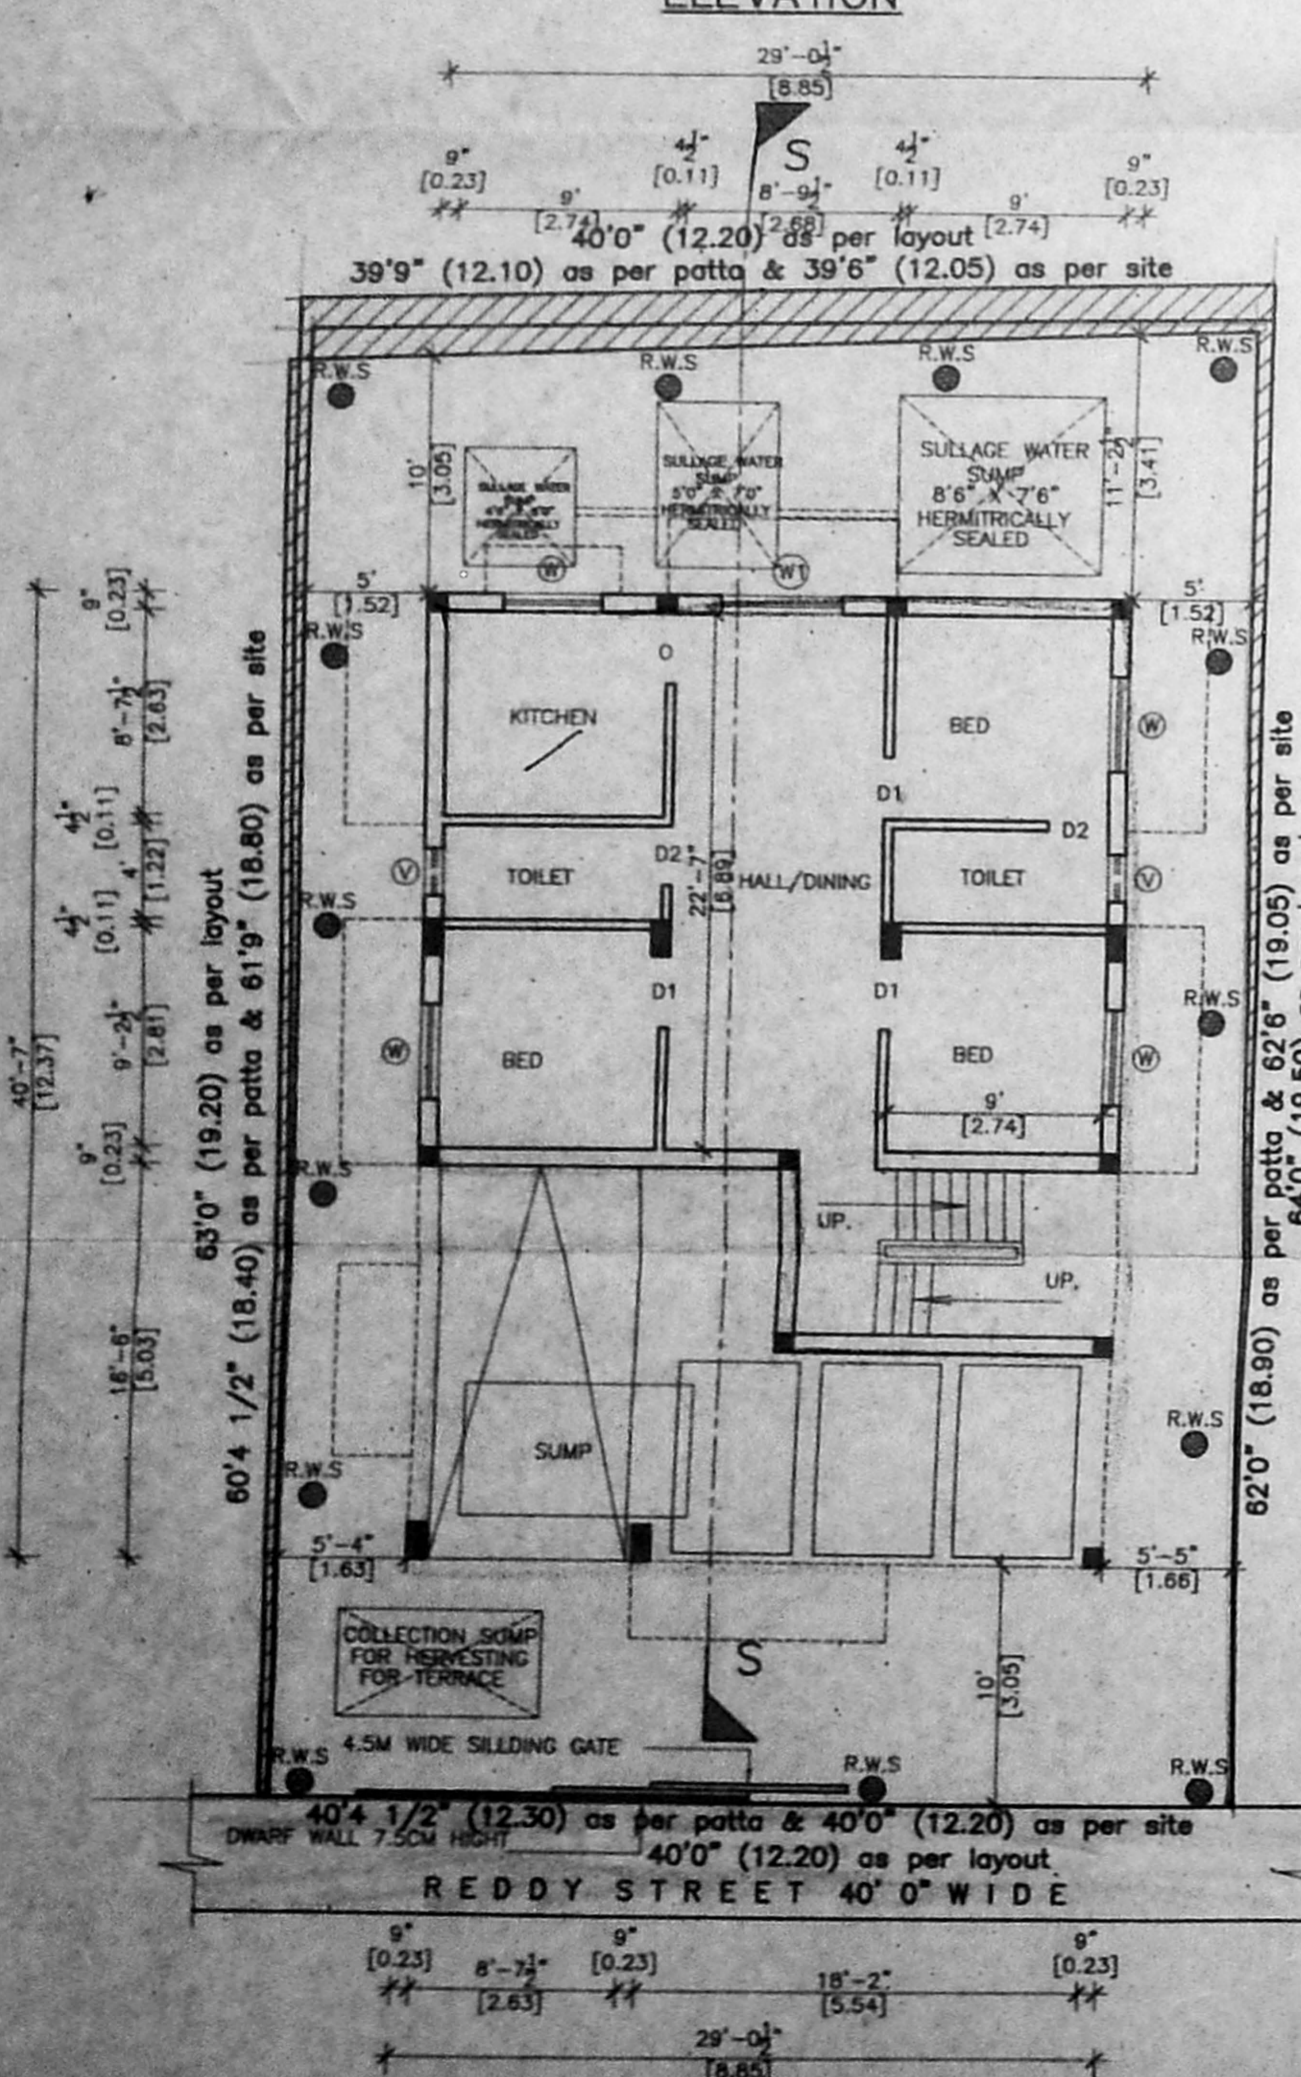 ELEVATION
29'-0½"
[8.85]
S
9"
[0.23]
4½"
[0.11]
4½"
[0.11]
9"
[0.23]
9'
[2.74]
8'-9½"
[2.68]
9'
[2.74]
40'0" (12.20) as per layout
39'9" (12.10) as per patta & 39'6" (12.05) as per site
R.W.S
R.W.S
R.W.S
R.W.S
10'
[3.05]
SULLAGE WATER
SUMP
HERMITRICALLY
SEALED
SULLAGE WATER
SUMP
5'0" X 7'0"
HERMITRICALLY
SEALED
SULLAGE WATER
SUMP
8'6" X 7'6"
HERMITRICALLY
SEALED
11'-2½"
[3.41]
W
W1
5'
[1.52]
5'
[1.52]
R.W.S
R.W.S
O
KITCHEN
BED
W
D1
D2
V
TOILET
D2
22'-7"
[6.89]
HALL/DINING
TOILET
V
R.W.S
D1
D1
R.W.S
W
BED
BED
W
9'
[2.74]
R.W.S
UP.
UP.
R.W.S
SUMP
R.W.S
5'-4"
[1.63]
5'-5"
[1.66]
COLLECTION SUMP
FOR HERVESTING
FOR TERRACE
S
10'
[3.05]
4.5M WIDE SILLDING GATE
R.W.S
R.W.S
R.W.S
40'4 1/2" (12.30) as per patta & 40'0" (12.20) as per site
DWARF WALL 7.5CM HIGHT
40'0" (12.20) as per layout
REDDY STREET 40' 0" WIDE
9"
[0.23]
8'-7½"
[2.63]
9"
[0.23]
18'-2"
[5.54]
9"
[0.23]
29'-0½"
[8.85]
40'-7"
[12.37]
9"
[0.23]
8'-7½"
[2.63]
4½"
[0.11]
4'
[1.22]
4½"
[0.11]
9'-2½"
[2.81]
9"
[0.23]
16'-6"
[5.03]
63'0" (19.20) as per layout
60'4 1/2" (18.40) as per patta & 61'9" (18.80) as per site
62'0" (18.90) as per patta & 62'6" (19.05) as per site
64'0" (19.50)